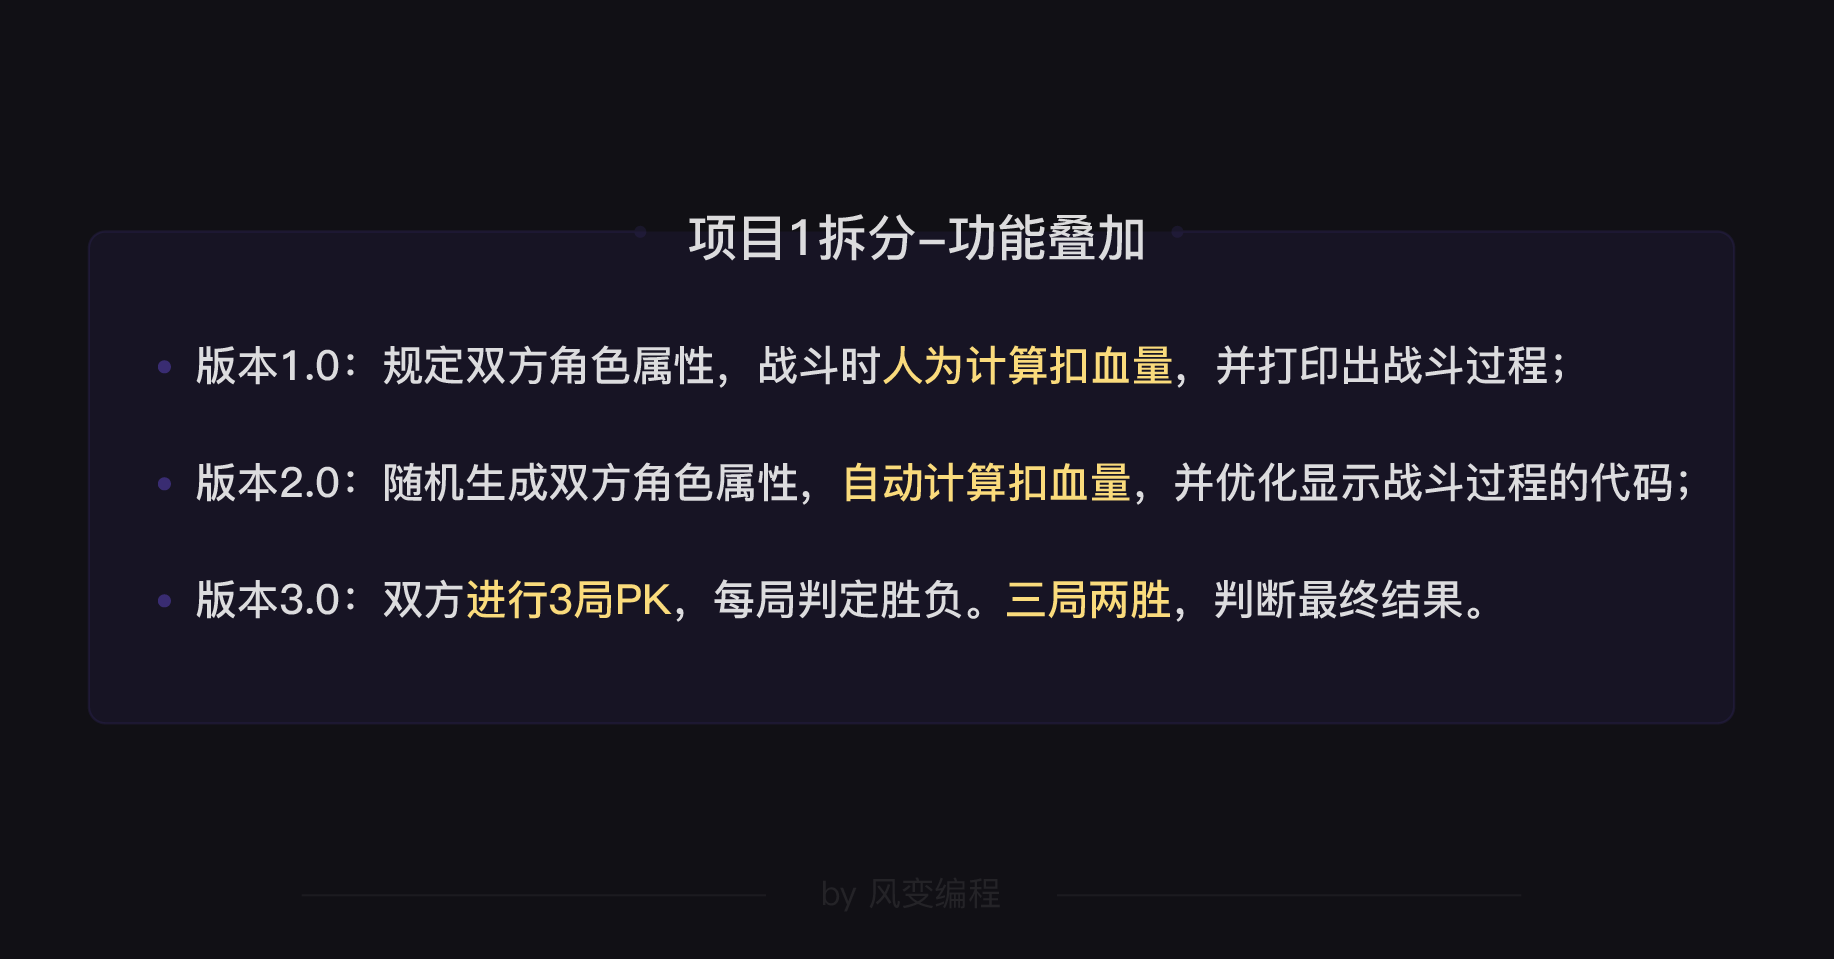 项目1拆分-功能叠加
版本1.0：规定双方角色属性，战斗时人为计算扣血量，并打印出战斗过程；
版本2.0：随机生成双方角色属性，自动计算扣血量，并优化显示战斗过程的代码；
版本3.0：双方进行3局PK，每局判定胜负。三局两胜，判断最终结果。
by 风变编程